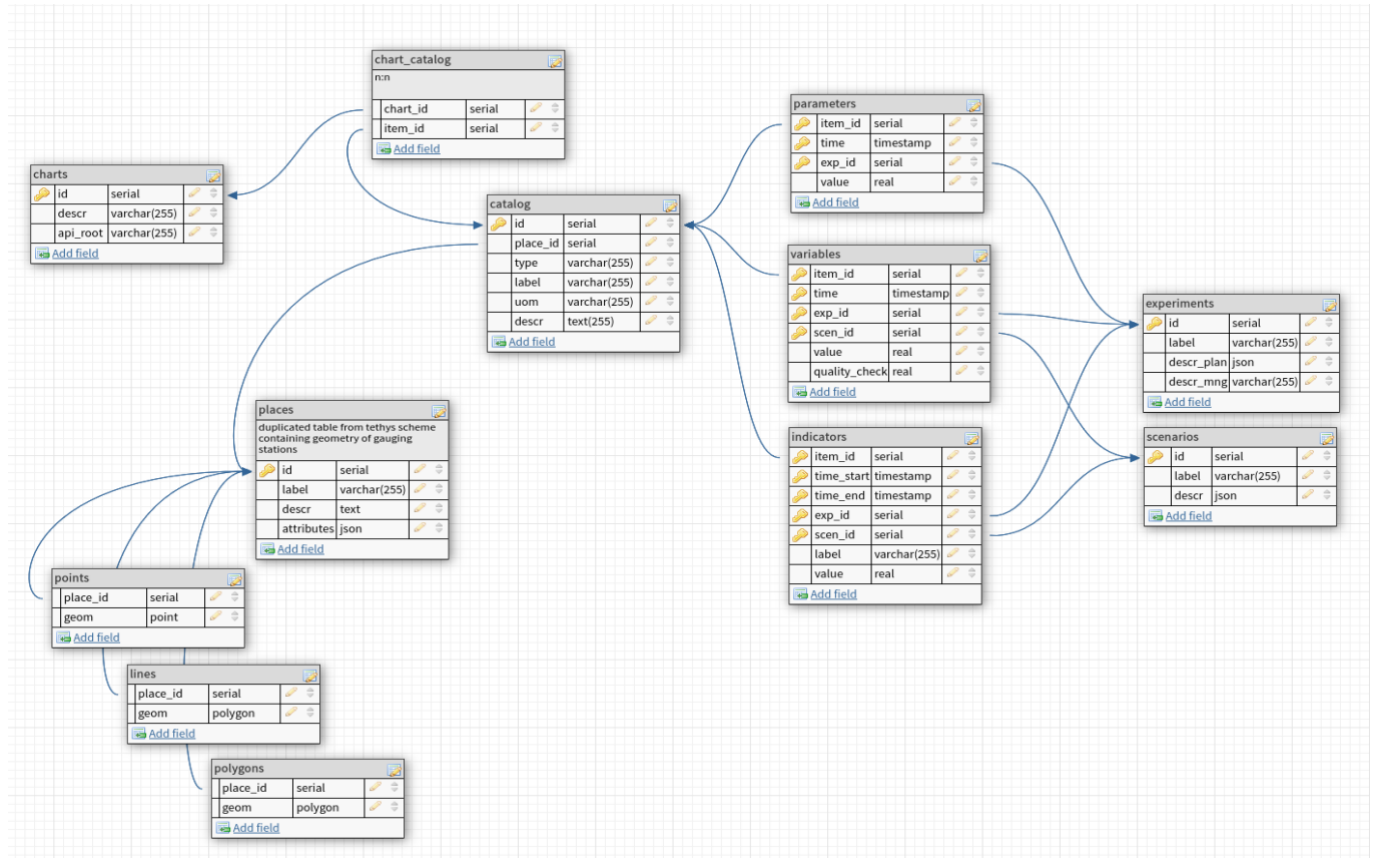 chart_catalog
n:n
chart_id serial
item_id serial
Add field
charts
id serial
descr varchar(255)
api_root varchar(255)
Add field
catalog
id serial
place_id serial
type varchar(255)
label varchar(255)
uom varchar(255)
descr text(255)
Add field
parameters
item_id serial
time timestamp
exp_id serial
value real
Add field
variables
item_id serial
time timestamp
exp_id serial
scen_id serial
value real
quality_check real
Add field
experiments
id serial
label varchar(255)
descr_plan json
descr_mng varchar(255)
Add field
places
duplicated table from tethys scheme
containing geometry of gauging
stations
id serial
label varchar(255)
descr text
attributes json
Add field
indicators
item_id serial
time_start timestamp
time_end timestamp
exp_id serial
scen_id serial
label varchar(255)
value real
Add field
scenarios
id serial
label varchar(255)
descr json
Add field
points
place_id serial
geom point
Add field
lines
place_id serial
geom polygon
Add field
polygons
place_id serial
geom polygon
Add field